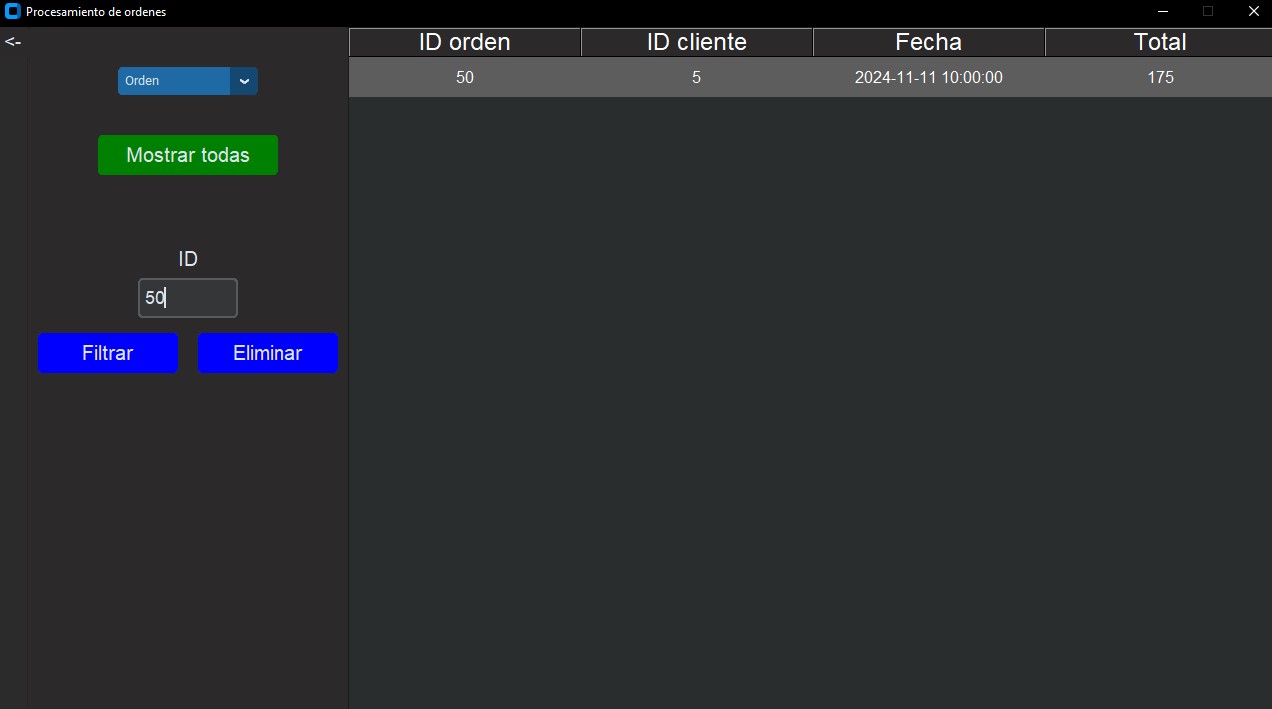 Procesamiento de ordenes
<-
Orden
Mostrar todas
ID
50
Filtrar Eliminar
ID orden ID cliente Fecha Total
50 5 2024-11-11 10:00:00 175